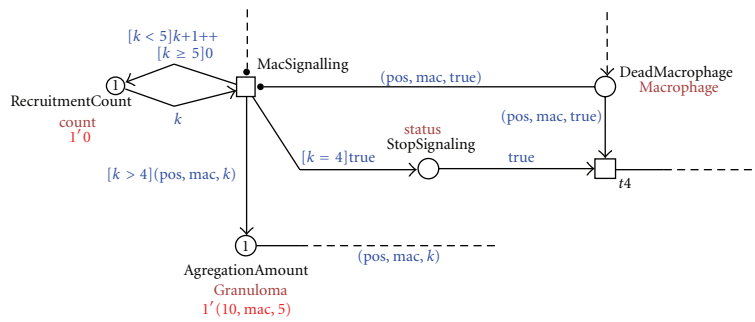 [k < 5]k+1++
[k ≥ 5]0
MacSignalling
(pos, mac, true)
DeadMacrophage
Macrophage
1
RecruitmentCount
count
1′0
k
(pos, mac, true)
status
StopSignaling
[k > 4](pos, mac, k)
[k = 4]true
true
t4
1
(pos, mac, k)
AgregationAmount
Granuloma
1′(10, mac, 5)